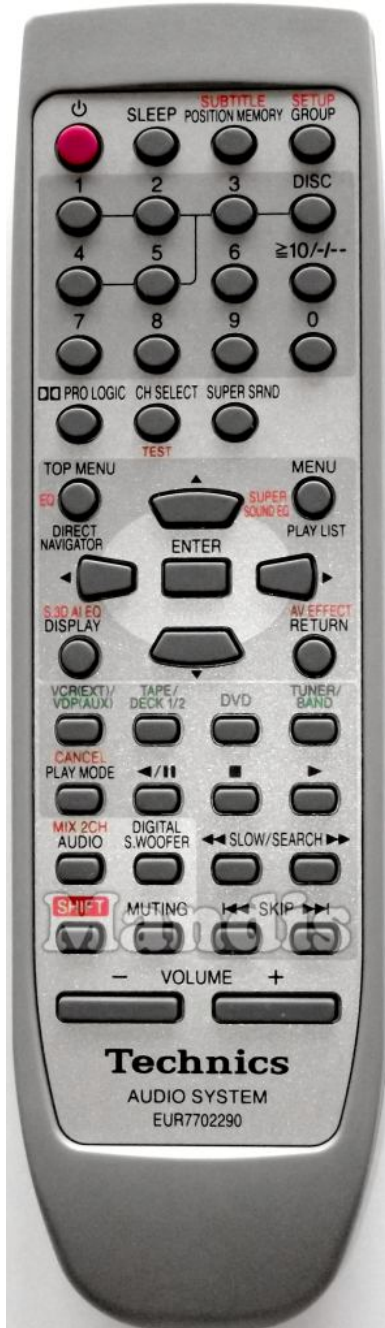 SUBTITLE SETUP
SLEEP POSITION MEMORY GROUP
1 2 3 DISC
4 5 6 ≧10/-/--
7 8 9 0
DD PRO LOGIC CH SELECT SUPER SRND
TEST
TOP MENU MENU
EQ SUPER
SOUND EQ
DIRECT PLAY LIST
NAVIGATOR ENTER
S.3D AI EQ AV EFFECT
DISPLAY RETURN
VCR(EXT)/ TAPE/ DVD TUNER/
VDP(AUX) DECK 1/2 BAND
CANCEL
PLAY MODE
MIX 2CH DIGITAL
AUDIO S.WOOFER SLOW/SEARCH
SHIFT MUTING SKIP
Mandis
- VOLUME +
Technics
AUDIO SYSTEM
EUR7702290